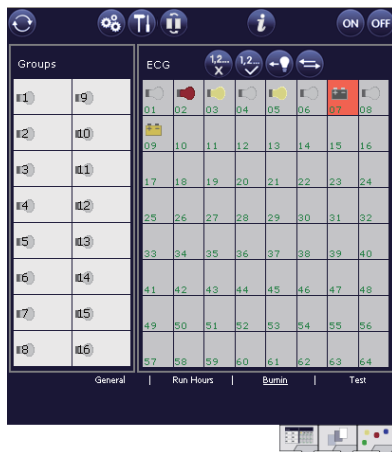 ON OFF
Groups
ECG
1,2... X
1,2...
1 9
2 10
3 11
4 12
5 13
6 14
7 15
8 16
01 02 03 04 05 06 07 08
09 10 11 12 13 14 15 16
17 18 19 20 21 22 23 24
25 26 27 28 29 30 31 32
33 34 35 36 37 38 39 40
41 42 43 44 45 46 47 48
49 50 51 52 53 54 55 56
57 58 59 60 61 62 63 64
General | Run Hours | Burnin | Test